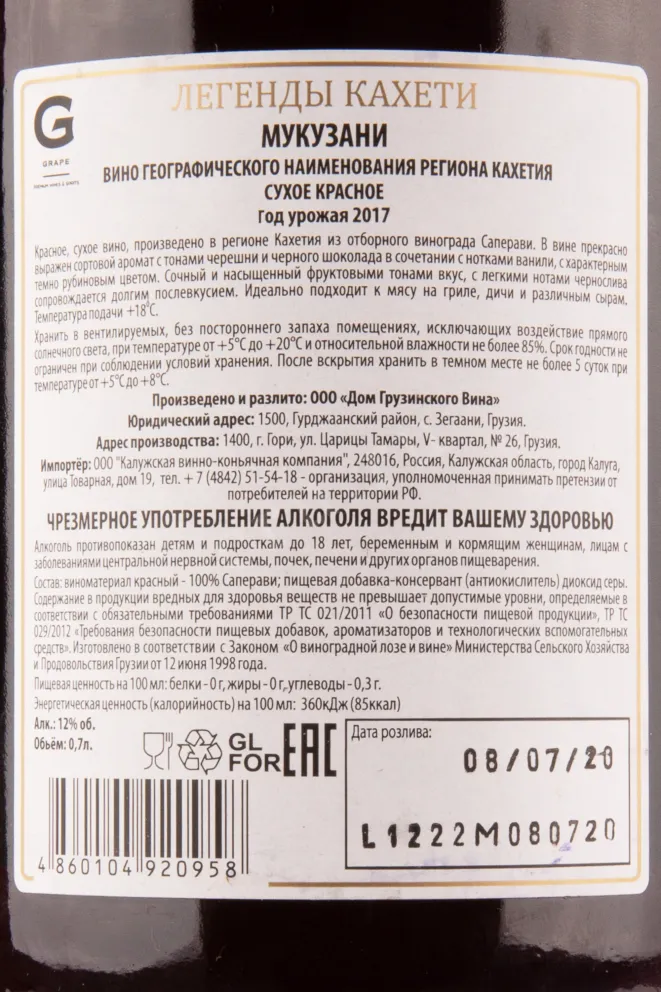 ЛЕГЕНДЫ КАХЕТИ
G
GRAPE
МУКУЗАНИ
ВИНО ГЕОГРАФИЧЕСКОГО НАИМЕНОВАНИЯ РЕГИОНА КАХЕТИЯ
СУХОЕ КРАСНОЕ
Год урожая 2017
Красное, сухое вино, произведено в регионе Кахетия из отборного винограда Саперави. В вине прекрасно
выражен сортовой аромат с тонами черешни и черного шоколада в сочетании с нотками ванили, с характерным
темно рубиновым цветом. Сочный и насыщенный фруктовыми тонами вкус, с легкими нотами чернослива
сопровождается долгим послевкусием. Идеально подходит к мясу на гриле, дичи и различным сырам.
Температура подачи +18°С.
Хранить в вентилируемых, без постороннего запаха помещениях, исключающих воздействие прямого
солнечного света, при температуре от +5°С до +20°С и относительной влажности не более 85%. Срок годности не
ограничен при соблюдении условий хранения. После вскрытия хранить в темном месте не более 5 суток при
температуре от +5°С до +8°С.
Произведено и разлито: ООО «Дом Грузинского Вина»
Юридический адрес: 1500, Гурджаанский район, с. Зегаани, Грузия.
Адрес производства: 1400, г. Гори, ул. Царицы Тамары, V- квартал, № 26, Грузия.
Импортёр: ООО "Калужская винно-коньячная компания", 248016, Россия, Калужская область, город Калуга,
улица Товарная, дом 19, тел. + 7 (4842) 51-54-18 - организация, уполномоченная принимать претензии от
потребителей на территории РФ.
ЧРЕЗМЕРНОЕ УПОТРЕБЛЕНИЕ АЛКОГОЛЯ ВРЕДИТ ВАШЕМУ ЗДОРОВЬЮ
Алкоголь противопоказан детям и подросткам до 18 лет, беременным и кормящим женщинам, лицам с
заболеваниями центральной нервной системы, почек, печени и других органов пищеварения.
Состав: виноматериал красный - 100% Саперави; пищевая добавка-консервант (антиокислитель) диоксид серы.
Содержание в продукции вредных для здоровья веществ не превышает допустимые уровни, определяемые в
соответствии с обязательными требованиями ТР ТС 021/2011 «О безопасности пищевой продукции», ТР ТС
029/2012 «Требования безопасности пищевых добавок, ароматизаторов и технологических вспомогательных
средств». Изготовлено в соответствии с Законом «О виноградной лозе и вине» Министерства Сельского Хозяйства
и Продовольствия Грузии от 12 июня 1998 года.
Пищевая ценность на 100 мл: белки - 0 г, жиры - 0 г, углеводы - 0,3 г.
Энергетическая ценность (калорийность) на 100 мл: 360кДж (85ккал)
Алк.: 12% об.
Обьём: 0,7л.
GL
FOR
EAC
Дата розлива:
08/07/20
L1222M080720
4 860104 920958